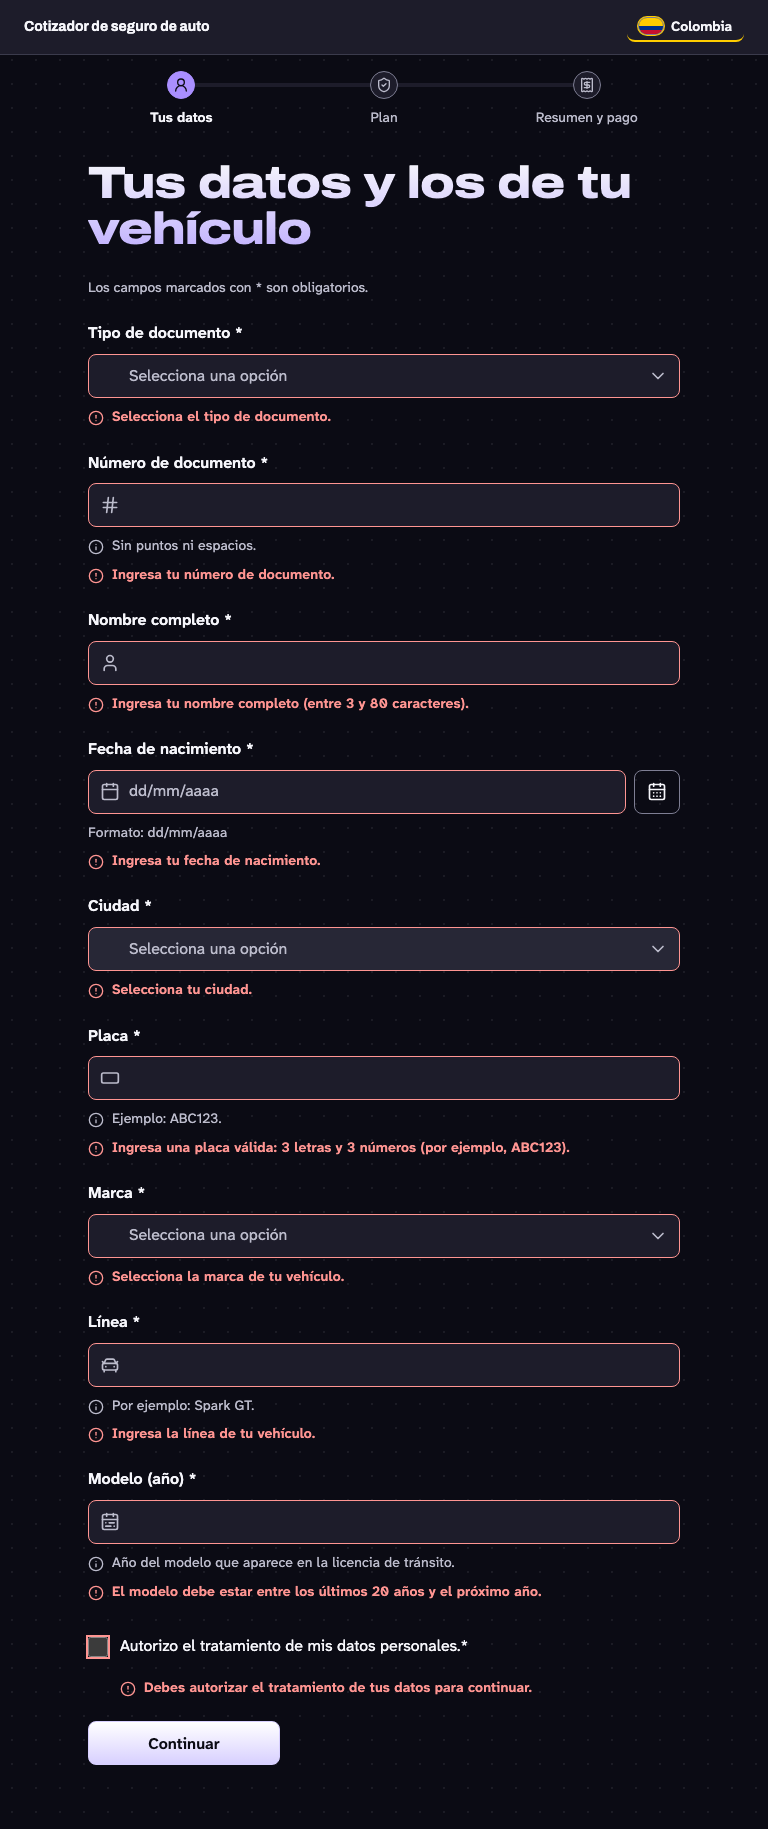 Cotizador de seguro de auto
Colombia
Tus datos
Plan
Resumen y pago
Tus datos y los de tu
vehículo
Los campos marcados con * son obligatorios.
Tipo de documento *
Selecciona una opción
Selecciona el tipo de documento.
Número de documento *
Sin puntos ni espacios.
Ingresa tu número de documento.
Nombre completo *
Ingresa tu nombre completo (entre 3 y 80 caracteres).
Fecha de nacimiento *
dd/mm/aaaa
Formato: dd/mm/aaaa
Ingresa tu fecha de nacimiento.
Ciudad *
Selecciona una opción
Selecciona tu ciudad.
Placa *
Ejemplo: ABC123.
Ingresa una placa válida: 3 letras y 3 números (por ejemplo, ABC123).
Marca *
Selecciona una opción
Selecciona la marca de tu vehículo.
Línea *
Por ejemplo: Spark GT.
Ingresa la línea de tu vehículo.
Modelo (año) *
Año del modelo que aparece en la licencia de tránsito.
El modelo debe estar entre los últimos 20 años y el próximo año.
Autorizo el tratamiento de mis datos personales.*
Debes autorizar el tratamiento de tus datos para continuar.
Continuar